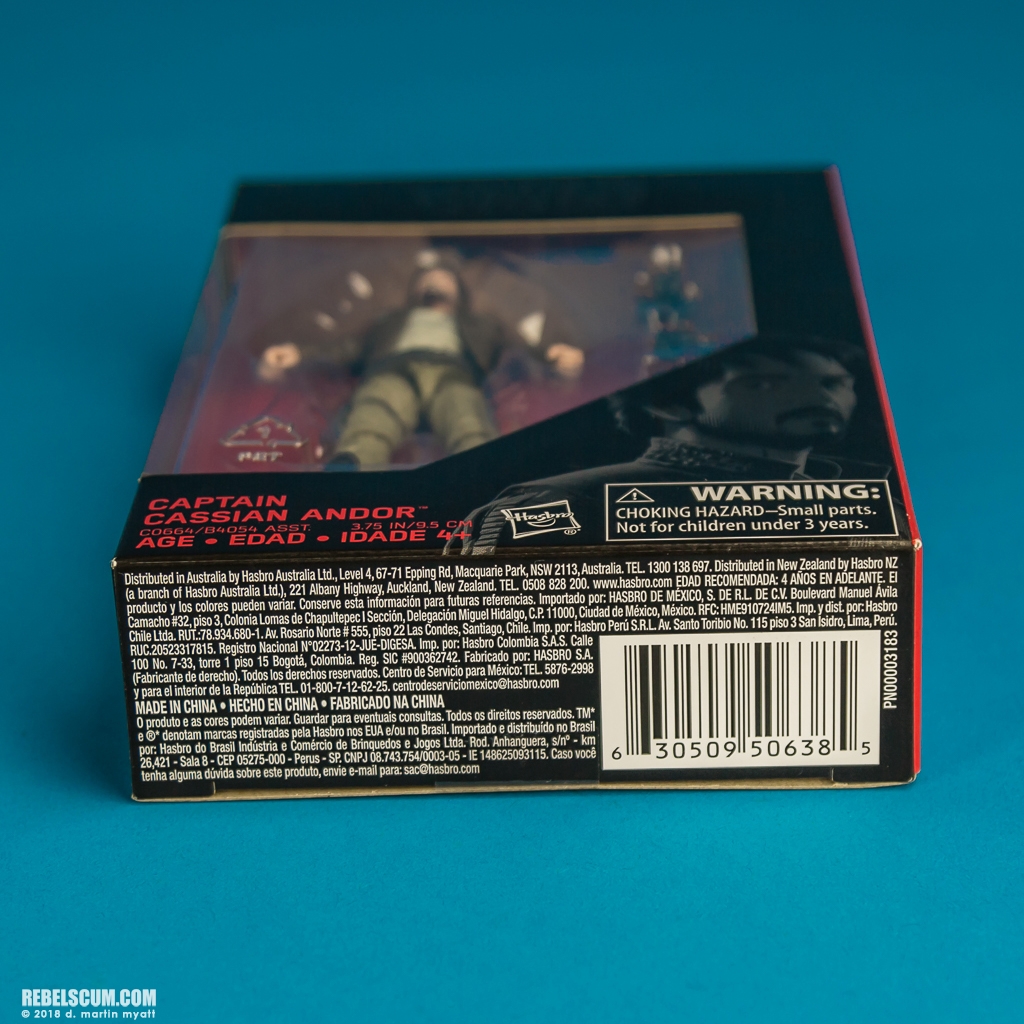 PET
CAPTAIN
CASSIAN ANDOR™
C0664/B4054 ASST. 3.75 IN/9.5 CM
AGE • EDAD • IDADE 4+
Hasbro®
WARNING:
CHOKING HAZARD—Small parts.
Not for children under 3 years.
Distributed in Australia by Hasbro Australia Ltd., Level 4, 67-71 Epping Rd, Macquarie Park, NSW 2113, Australia. TEL. 1300 138 697. Distributed in New Zealand by Hasbro NZ
(a branch of Hasbro Australia Ltd.), 221 Albany Highway, Auckland, New Zealand. TEL. 0508 828 200. www.hasbro.com EDAD RECOMENDADA: 4 AÑOS EN ADELANTE. El
producto y los colores pueden variar. Conserve esta información para futuras referencias. Importado por: HASBRO DE MÉXICO, S. DE R.L. DE C.V. Boulevard Manuel Ávila
Camacho #32, piso 3, Colonia Lomas de Chapultepec I Sección, Delegación Miguel Hidalgo, C.P. 11000, Ciudad de México, México. RFC: HME910724IM5. Imp. y dist. por: Hasbro
Chile Ltda. RUT:78.934.680-1. Av. Rosario Norte # 555, piso 22 Las Condes, Santiago, Chile. Imp. por: Hasbro Perú S.R.L. Av. Santo Toribio No. 115 piso 3 San Isidro, Lima, Perú.
RUC.20523317815. Registro Nacional N°02273-12-JUE-DIGESA. Imp. por: Hasbro Colombia S.A.S. Calle
100 No. 7-33, torre 1 piso 15 Bogotá, Colombia. Reg. SIC #900362742. Fabricado por: HASBRO S.A.
(Fabricante de derecho). Todos los derechos reservados. Centro de Servicio para México: TEL. 5876-2998
y para el interior de la República TEL. 01-800-7-12-62-25. centrodeserviciomexico@hasbro.com
MADE IN CHINA • HECHO EN CHINA • FABRICADO NA CHINA
O produto e as cores podem variar. Guardar para eventuais consultas. Todos os direitos reservados. TM*
e ®* denotam marcas registradas pela Hasbro nos EUA e/ou no Brasil. Importado e distribuído no Brasil
por: Hasbro do Brasil Indústria e Comércio de Brinquedos e Jogos Ltda. Rod. Anhanguera, s/nº - km
26,421 - Sala 8 - CEP 05275-000 - Perus - SP. CNPJ 08.743.754/0003-05 - IE 148625093115. Caso você
tenha alguma dúvida sobre este produto, envie e-mail para: sac@hasbro.com
PN00003183
6 30509 50638 5
REBELSCUM.COM
© 2018 d. martin myatt